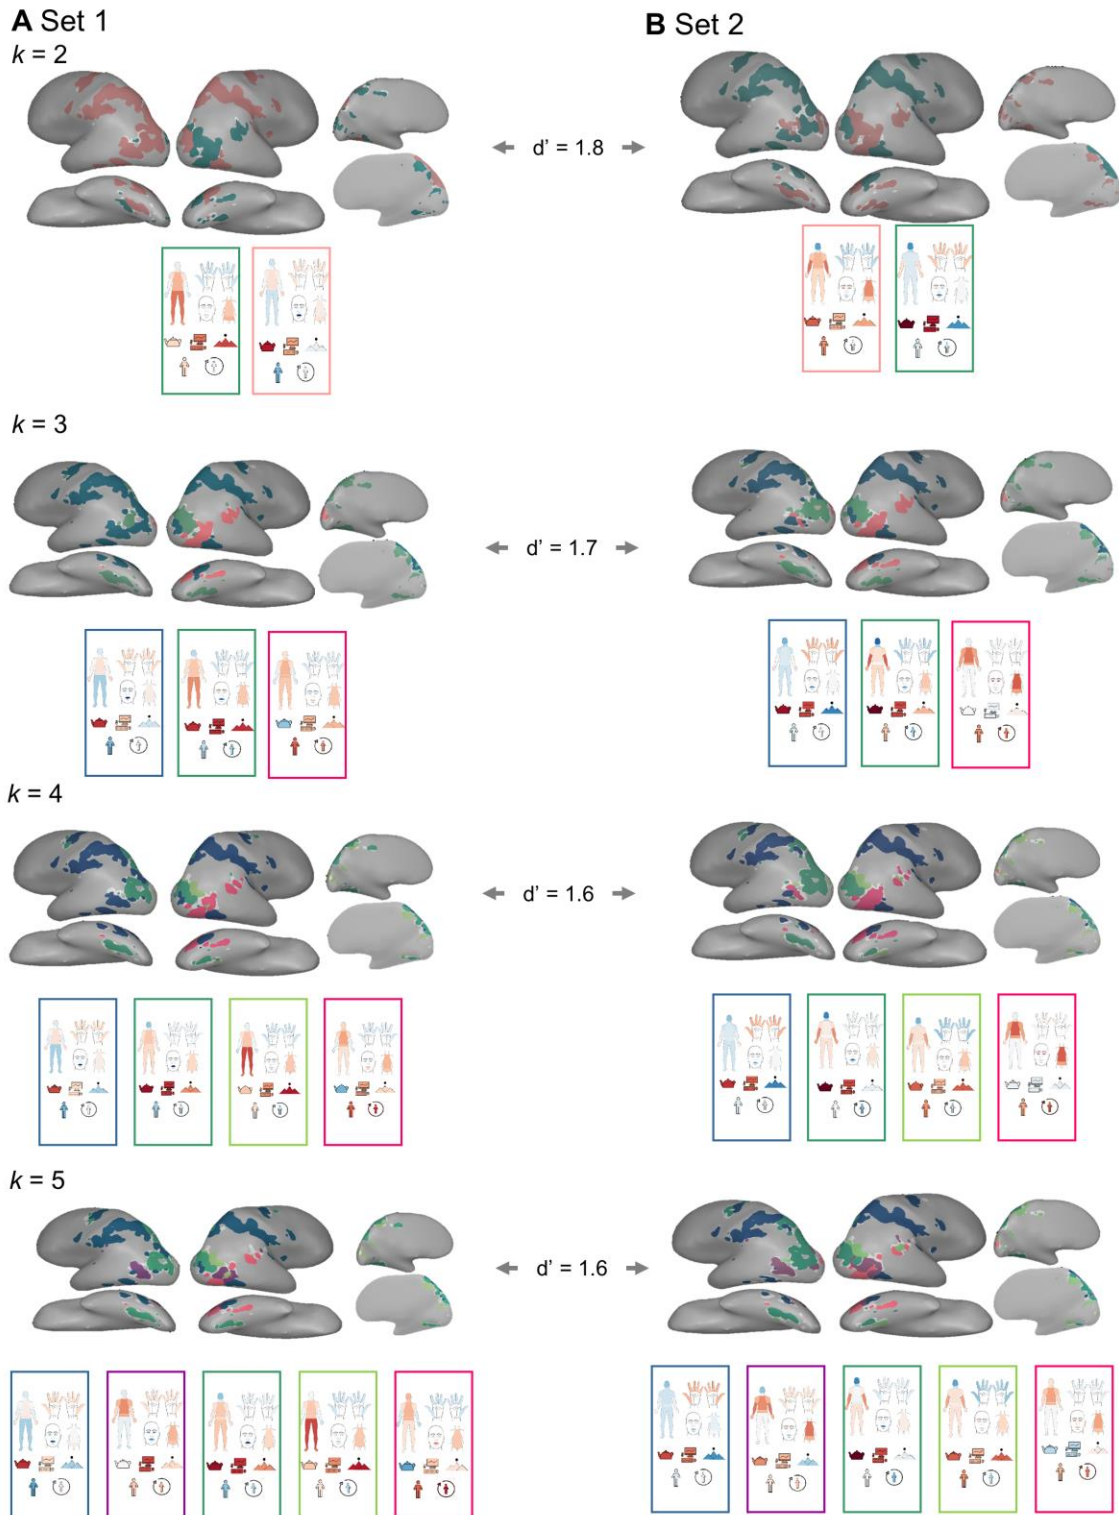 A Set 1
B Set 2
k = 2
d' = 1.8
k = 3
d' = 1.7
k = 4
d' = 1.6
k = 5
d' = 1.6